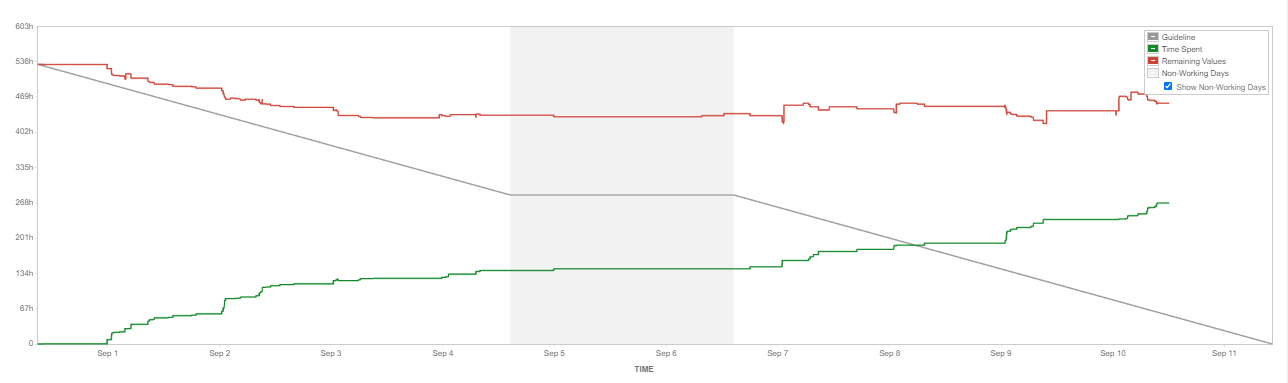 603h
536h
469h
402h
335h
268h
201h
134h
67h
0
Guideline
Time Spent
Remaining Values
Non-Working Days
Show Non-Working Days
Sep 1 Sep 2 Sep 3 Sep 4 Sep 5 Sep 6 Sep 7 Sep 8 Sep 9 Sep 10 Sep 11
TIME